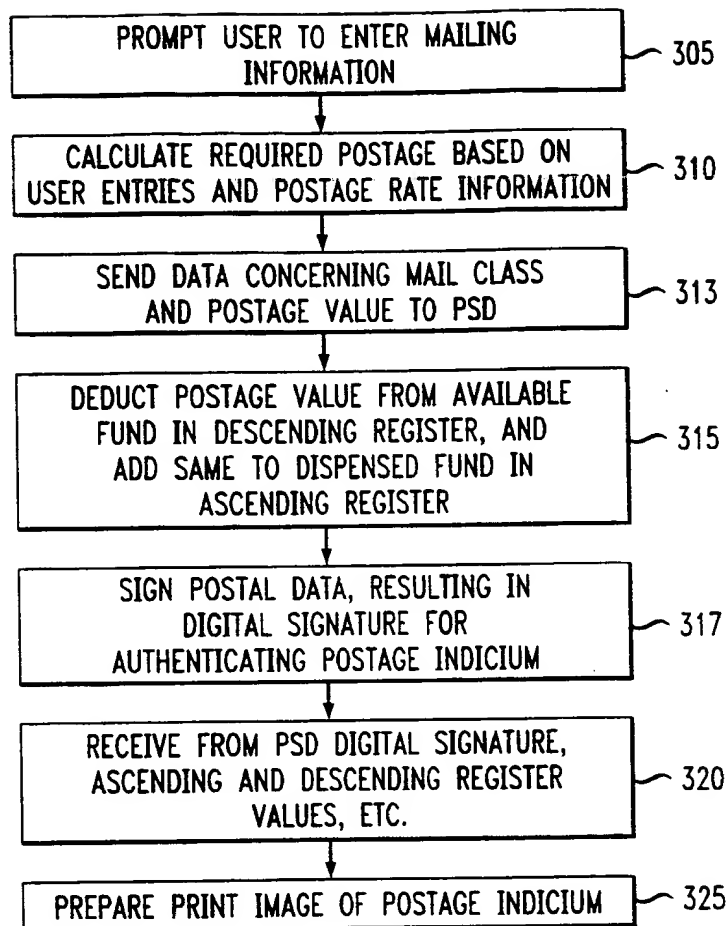 PROMPT USER TO ENTER MAILING
INFORMATION
305
CALCULATE REQUIRED POSTAGE BASED ON
USER ENTRIES AND POSTAGE RATE INFORMATION
310
SEND DATA CONCERNING MAIL CLASS
AND POSTAGE VALUE TO PSD
313
DEDUCT POSTAGE VALUE FROM AVAILABLE
FUND IN DESCENDING REGISTER, AND
ADD SAME TO DISPENSED FUND IN
ASCENDING REGISTER
315
SIGN POSTAL DATA, RESULTING IN
DIGITAL SIGNATURE FOR
AUTHENTICATING POSTAGE INDICIUM
317
RECEIVE FROM PSD DIGITAL SIGNATURE,
ASCENDING AND DESCENDING REGISTER
VALUES, ETC.
320
PREPARE PRINT IMAGE OF POSTAGE INDICIUM
325